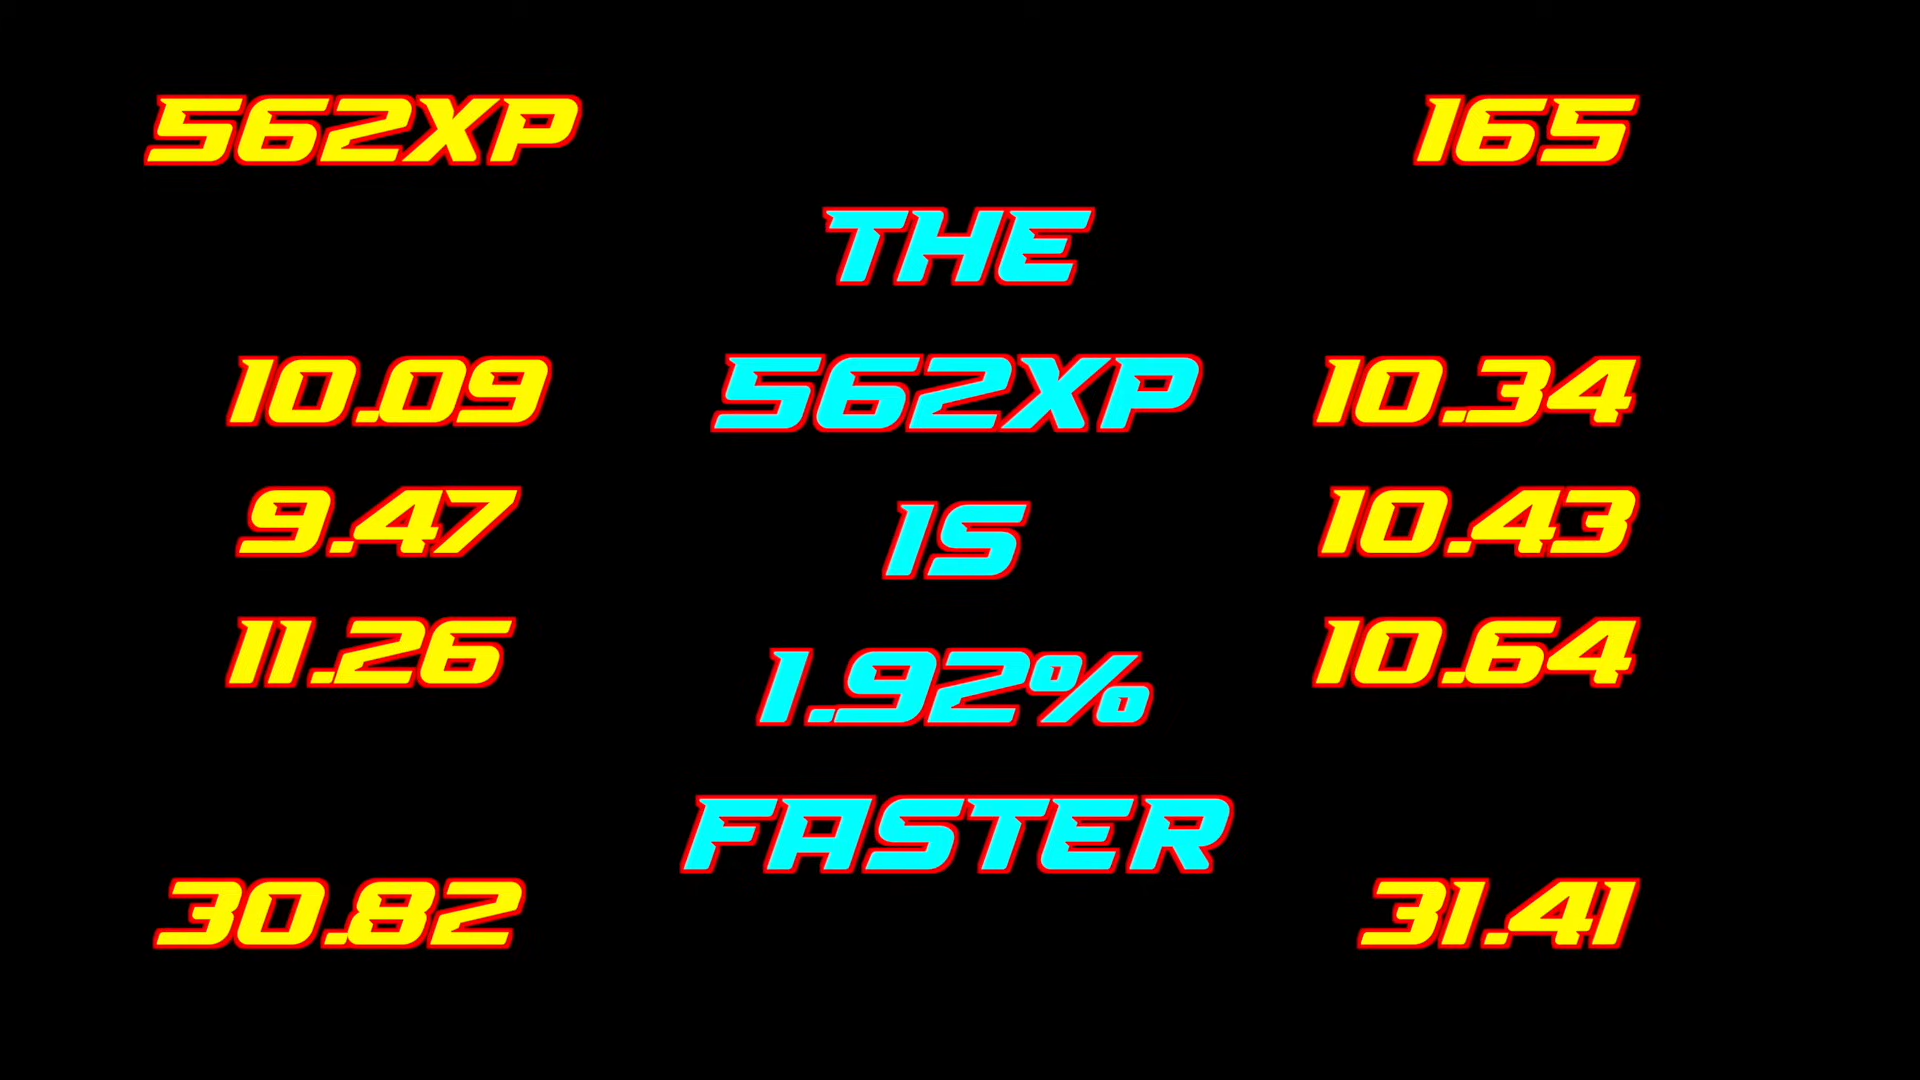 562XP
165
THE
10.09
562XP
10.34
9.47
IS
10.43
11.26
1.92%
10.64
FASTER
30.82
31.41